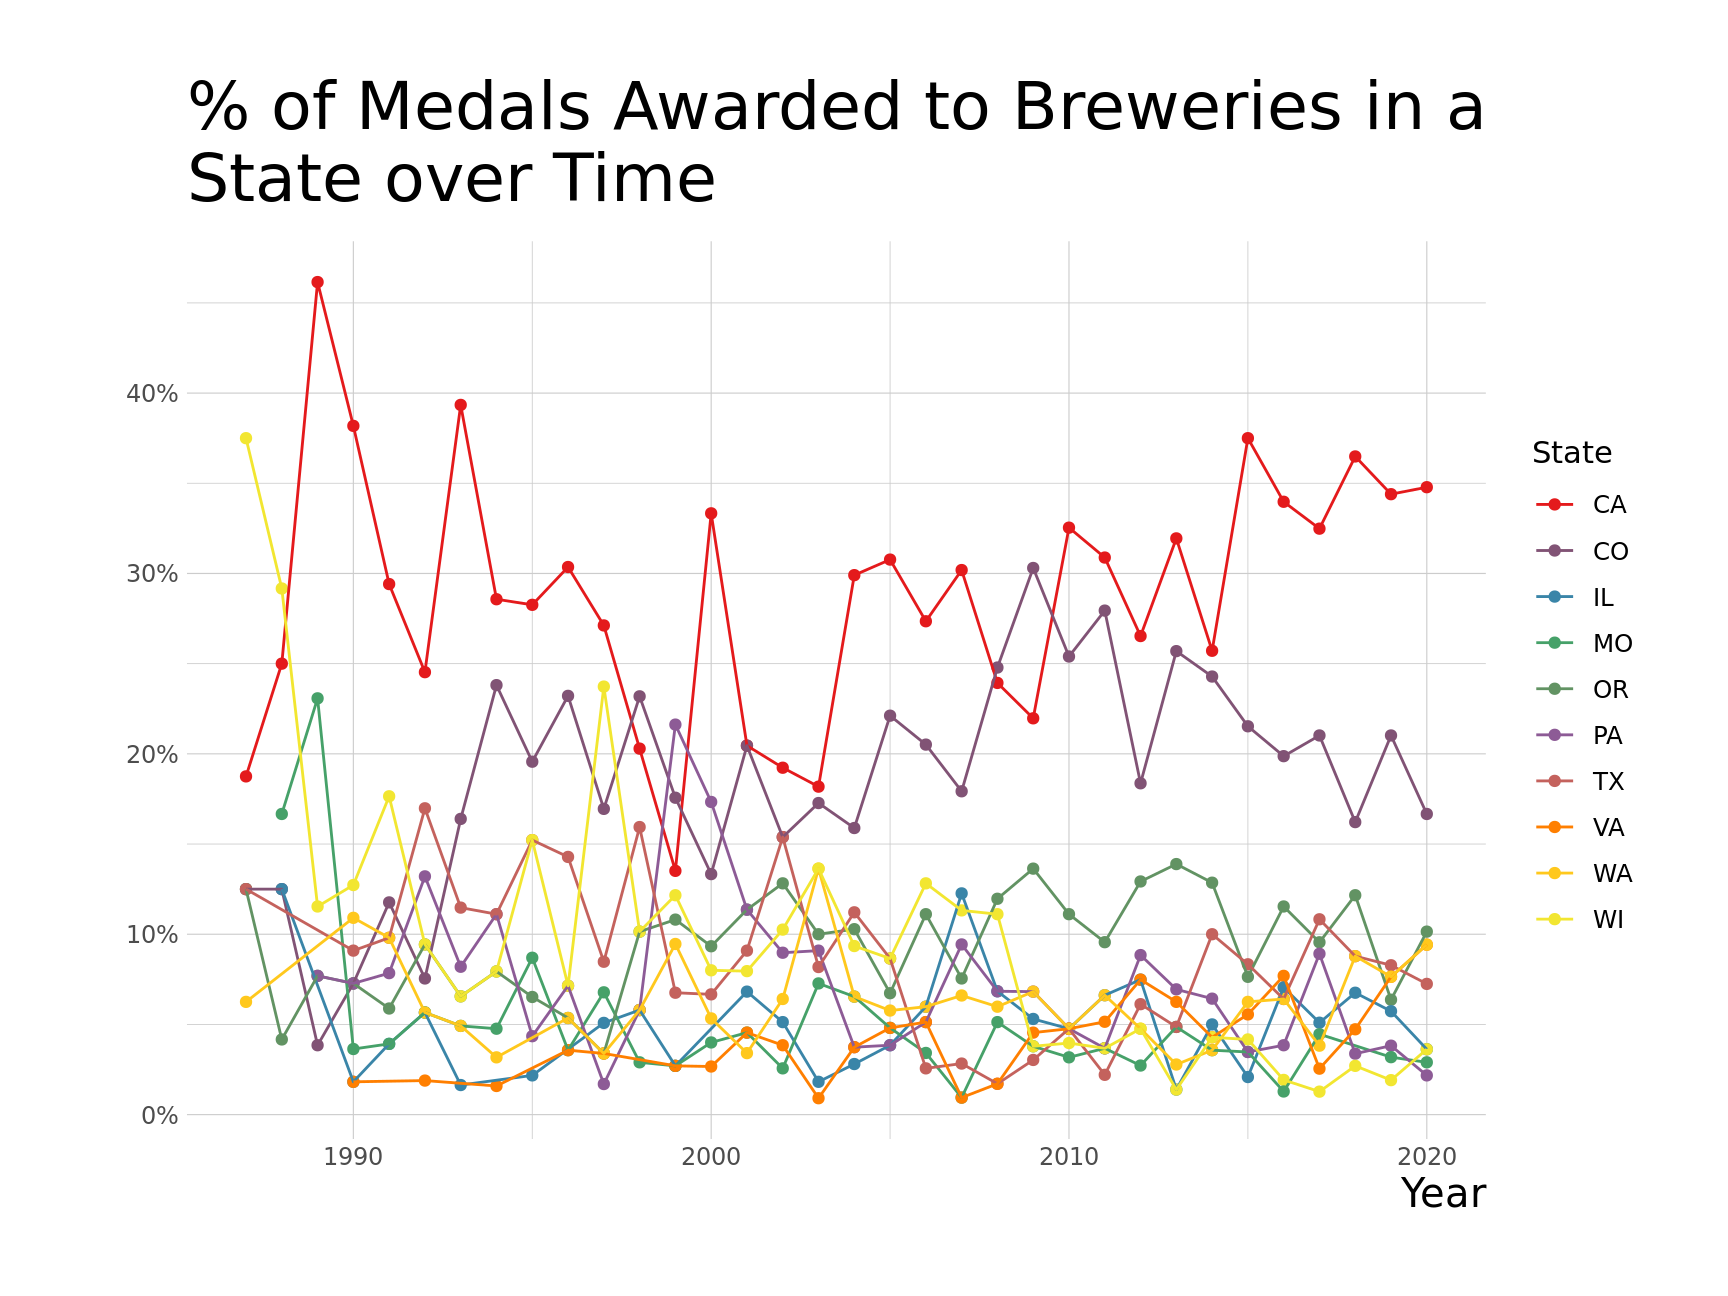 % of Medals Awarded to Breweries in a
State over Time
40%
30%
20%
10%
0%
1990
2000
2010
2020
Year
State
CA
CO
IL
MO
OR
PA
TX
VA
WA
WI